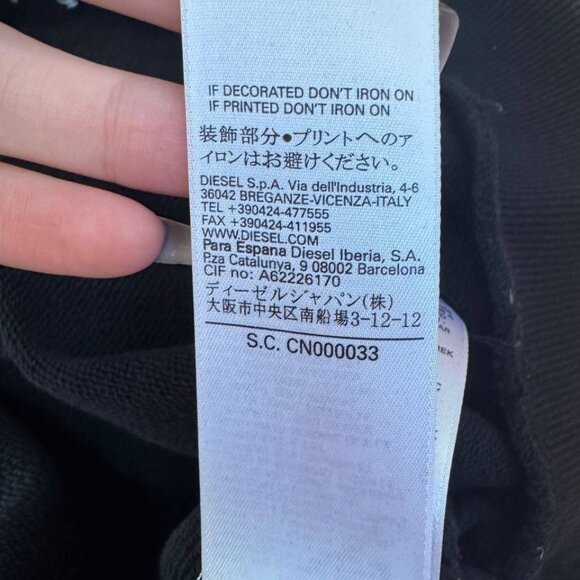 IF DECORATED DON'T IRON ON
IF PRINTED DON'T IRON ON
装飾部分●プリントへのア
イロンはお避けください。
DIESEL S.p.A. Via dell'Industria, 4-6
36042 BREGANZE-VICENZA-ITALY
TEL +390424-477555
FAX +390424-411955
WWW.DIESEL.COM
Para Espana Diesel Iberia, S.A.
P.za Catalunya, 9 08002 Barcelona
CIF no: A62226170
ディーゼルジャパン(株)
大阪市中央区南船場3-12-12
S.C. CN000033